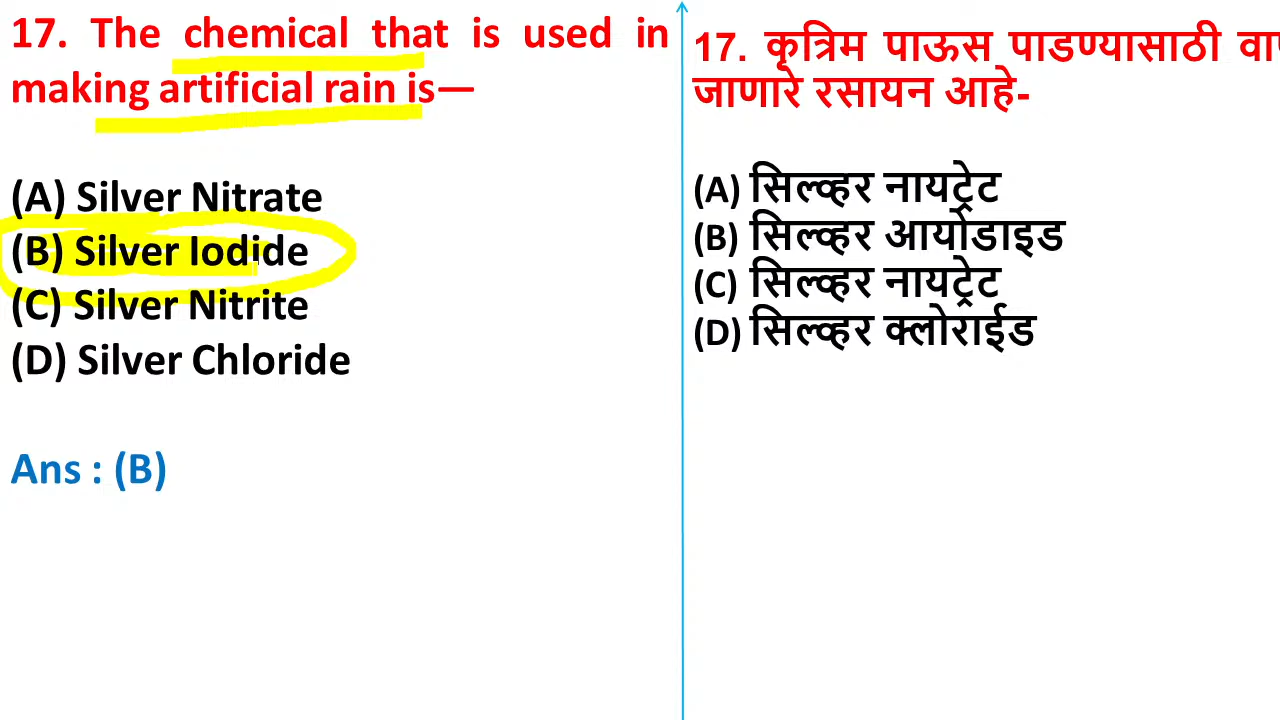 17. The chemical that is used in
making artificial rain is—
(A) Silver Nitrate
(B) Silver Iodide
(C) Silver Nitrite
(D) Silver Chloride
Ans : (B)
17. कृत्रिम पाऊस पाडण्यासाठी
जाणारे रसायन आहे-
(A) सिल्व्हर नायट्रेट
(B) सिल्व्हर आयोडाइड
(C) सिल्व्हर नायट्रेट
(D) सिल्व्हर क्लोराईड